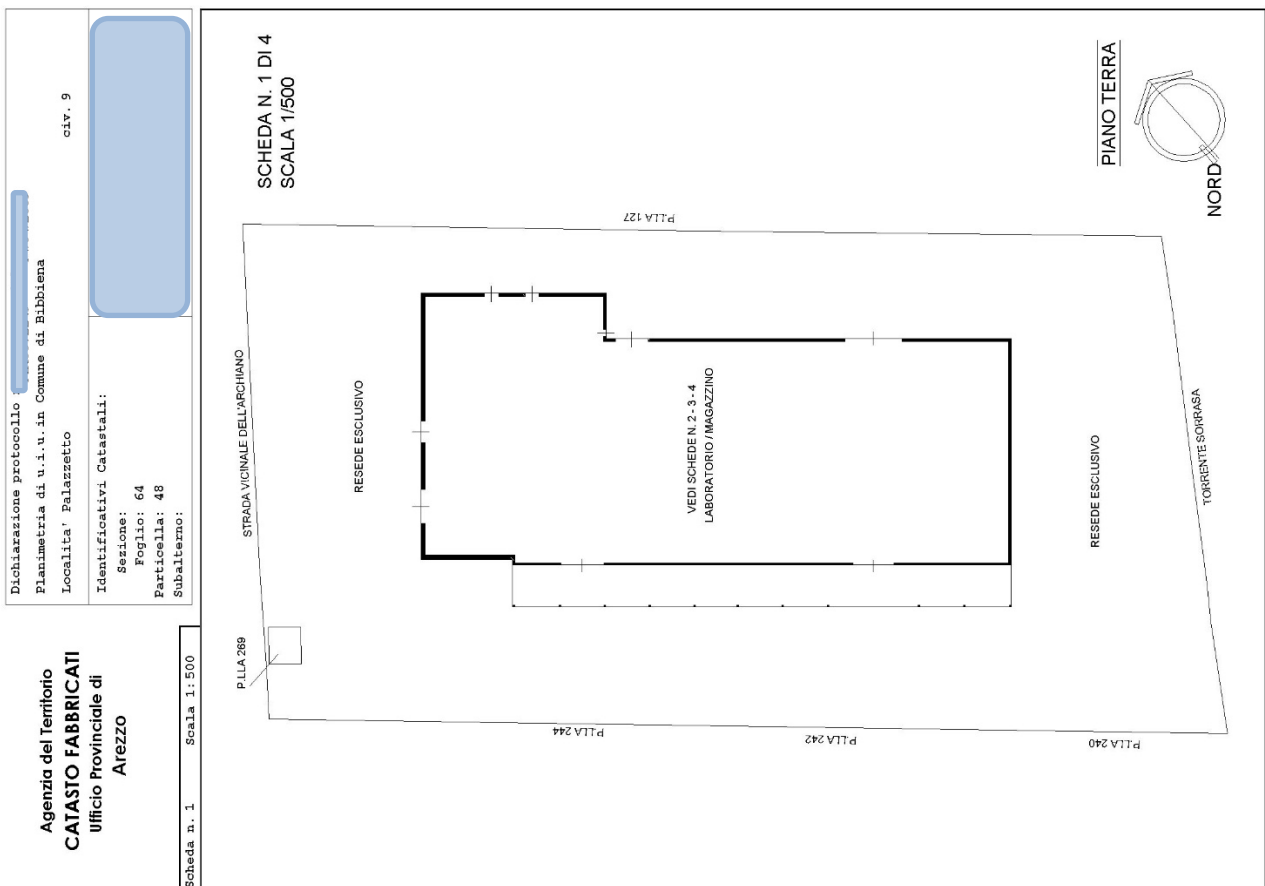 Agenzia del Territorio
CATASTO FABBRICATI
Ufficio Provinciale di
Arezzo
Dichiarazione protocollo
Planimetria di u.i.u. in Comune di Bibbiena
Localita' Palazzetto civ. 9
Identificativi Catastali:
Sezione:
Foglio: 64
Particella: 48
Subalterno:
Scheda n. 1 Scala 1:500
SCHEDA N. 1 DI 4
SCALA 1/500
PIANO TERRA
NORD
STRADA VICINALE DELL'ARCHIANO
P.LLA 127
P.LLA 269
RESEDE ESCLUSIVO
VEDI SCHEDE N. 2 - 3 - 4
LABORATORIO / MAGAZZINO
RESEDE ESCLUSIVO
TORRENTE SORRASA
P.LLA 244
P.LLA 242
P.LLA 240